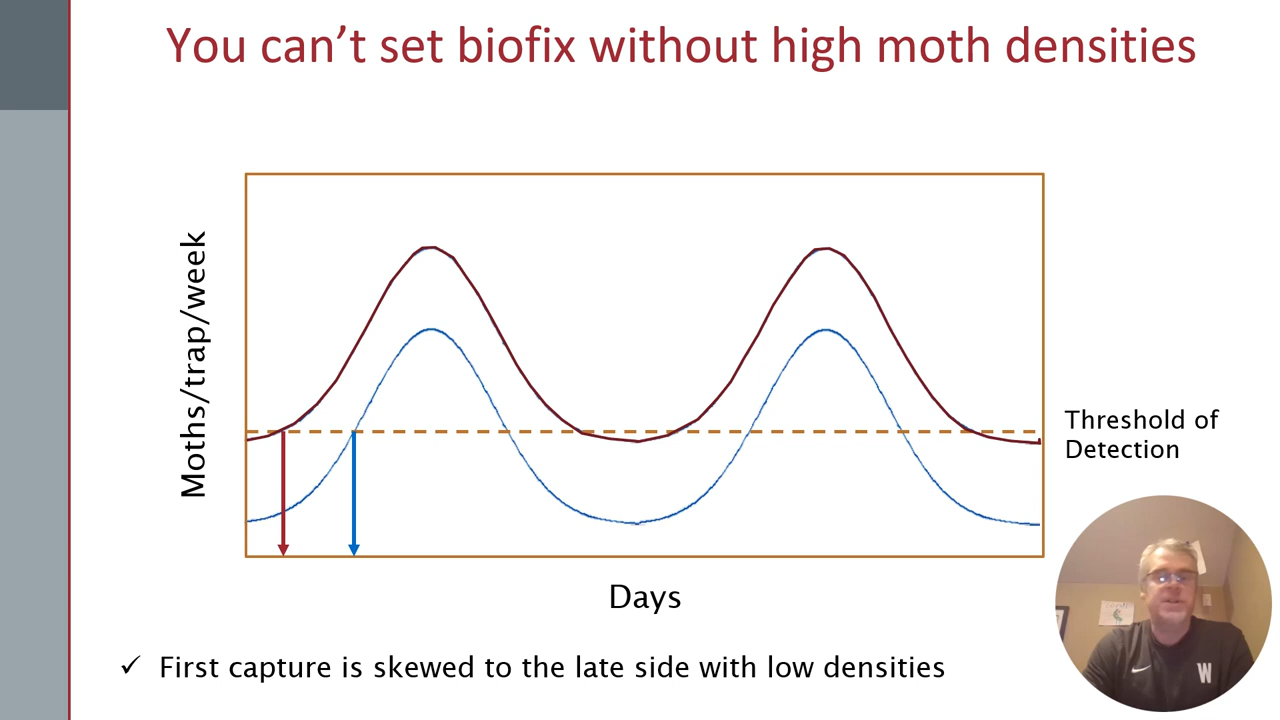 You can’t set biofix without high moth densities
Moths/trap/week
Threshold of
Detection
Days
✓ First capture is skewed to the late side with low densities
W